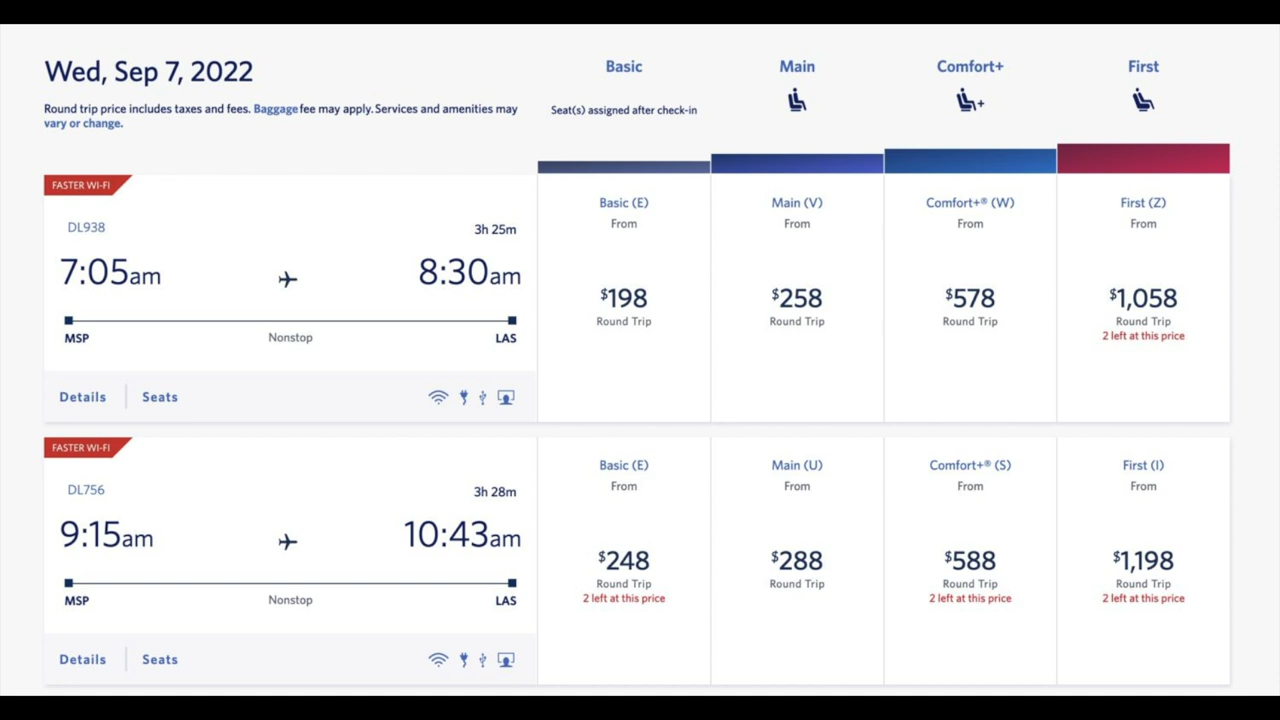 Wed, Sep 7, 2022
Round trip price includes taxes and fees. Baggage fee may apply. Services and amenities may
vary or change.
Basic
Seat(s) assigned after check-in
Main
Comfort+
+
First
FASTER WI-FI
DL938
3h 25m
7:05am
8:30am
MSP
Nonstop
LAS
Details
Seats
Basic (E)
From
$198
Round Trip
Main (V)
From
$258
Round Trip
Comfort+® (W)
From
$578
Round Trip
First (Z)
From
$1,058
Round Trip
2 left at this price
FASTER WI-FI
DL756
3h 28m
9:15am
10:43am
MSP
Nonstop
LAS
Details
Seats
Basic (E)
From
$248
Round Trip
2 left at this price
Main (U)
From
$288
Round Trip
Comfort+® (S)
From
$588
Round Trip
2 left at this price
First (I)
From
$1,198
Round Trip
2 left at this price